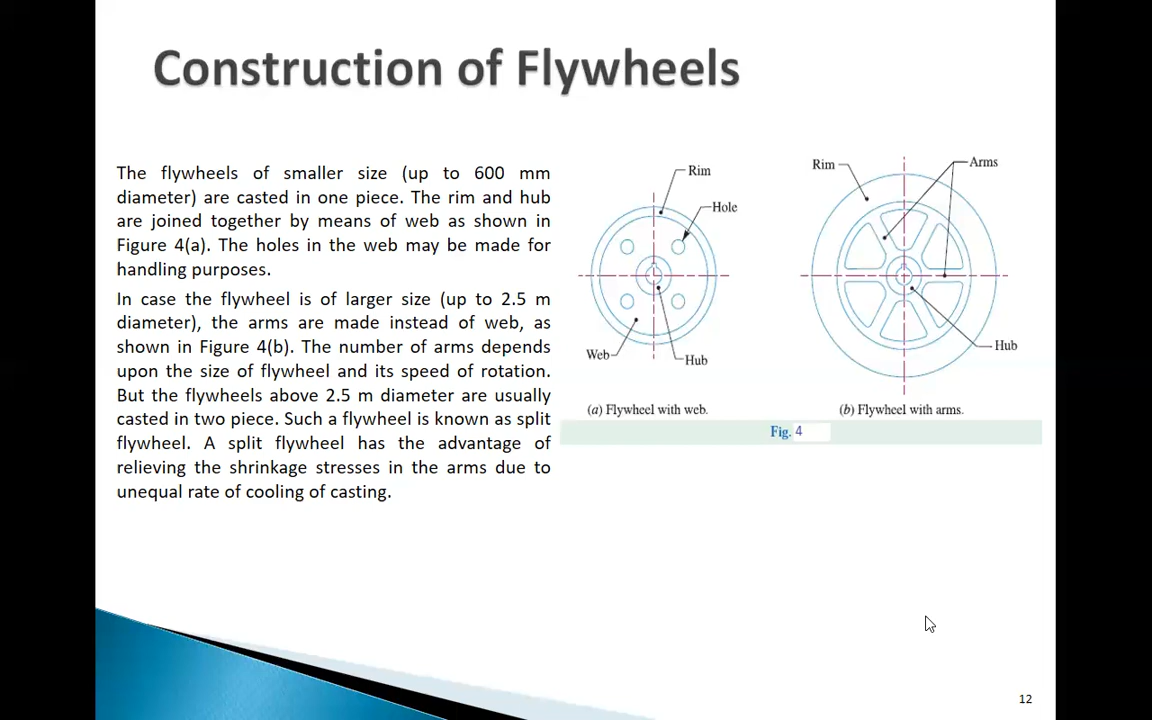 Construction of Flywheels
The flywheels of smaller size (up to 600 mm
diameter) are casted in one piece. The rim and hub
are joined together by means of web as shown in
Figure 4(a). The holes in the web may be made for
handling purposes.
In case the flywheel is of larger size (up to 2.5 m
diameter), the arms are made instead of web, as
shown in Figure 4(b). The number of arms depends
upon the size of flywheel and its speed of rotation.
But the flywheels above 2.5 m diameter are usually
casted in two piece. Such a flywheel is known as split
flywheel. A split flywheel has the advantage of
relieving the shrinkage stresses in the arms due to
unequal rate of cooling of casting.
Rim
Hole
Web
Hub
(a) Flywheel with web.
Rim
Arms
Hub
(b) Flywheel with arms.
Fig. 4
12